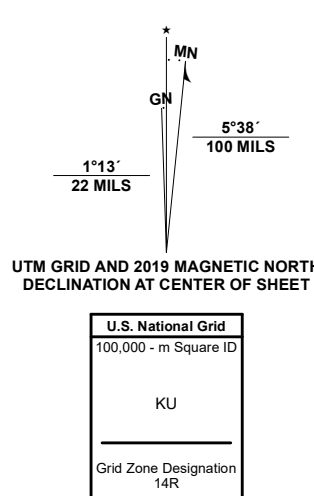 ★
MN
GN
5°38´
100 MILS
1°13´
22 MILS
UTM GRID AND 2019 MAGNETIC NORTH
DECLINATION AT CENTER OF SHEET
U.S. National Grid
100,000 - m Square ID
KU
Grid Zone Designation
14R